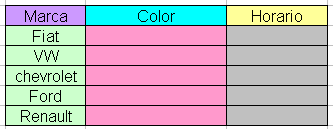 Marca Color Horario
Fiat
VW
chevrolet
Ford
Renault